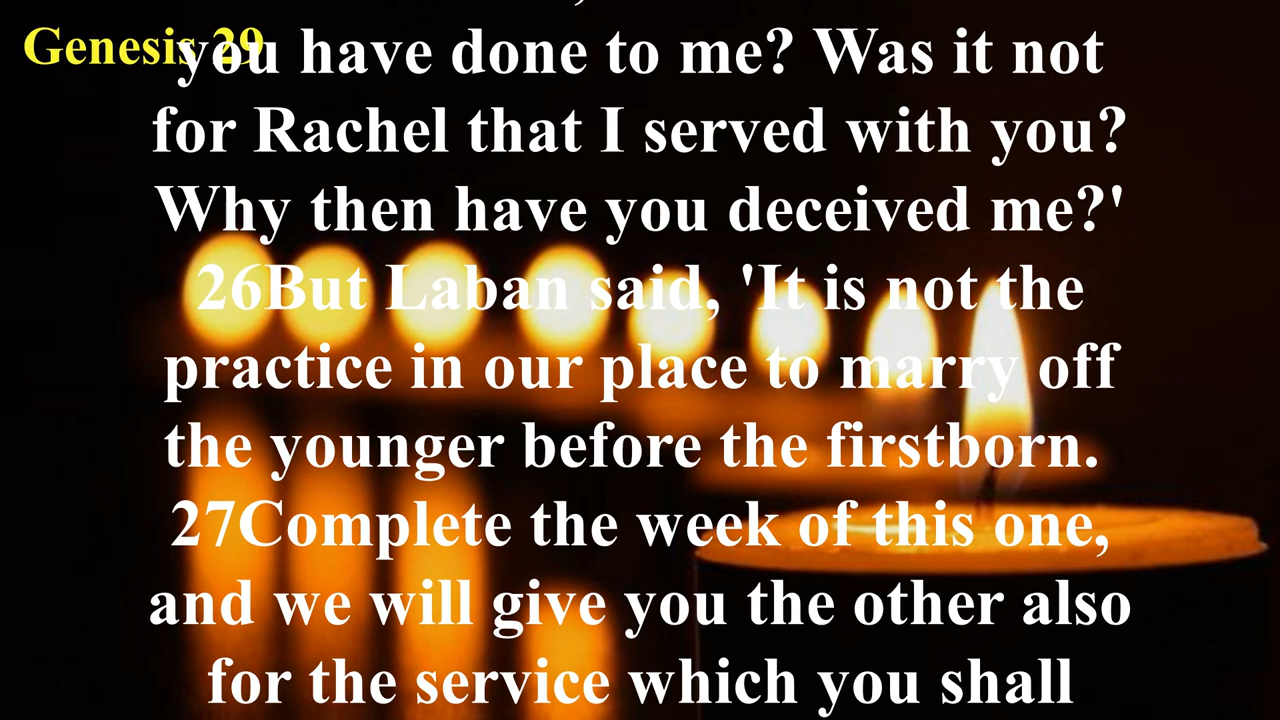 Genesis 29
you have done to me? Was it not
for Rachel that I served with you?
Why then have you deceived me?'
26But Laban said, 'It is not the
practice in our place to marry off
the younger before the firstborn.
27Complete the week of this one,
and we will give you the other also
for the service which you shall